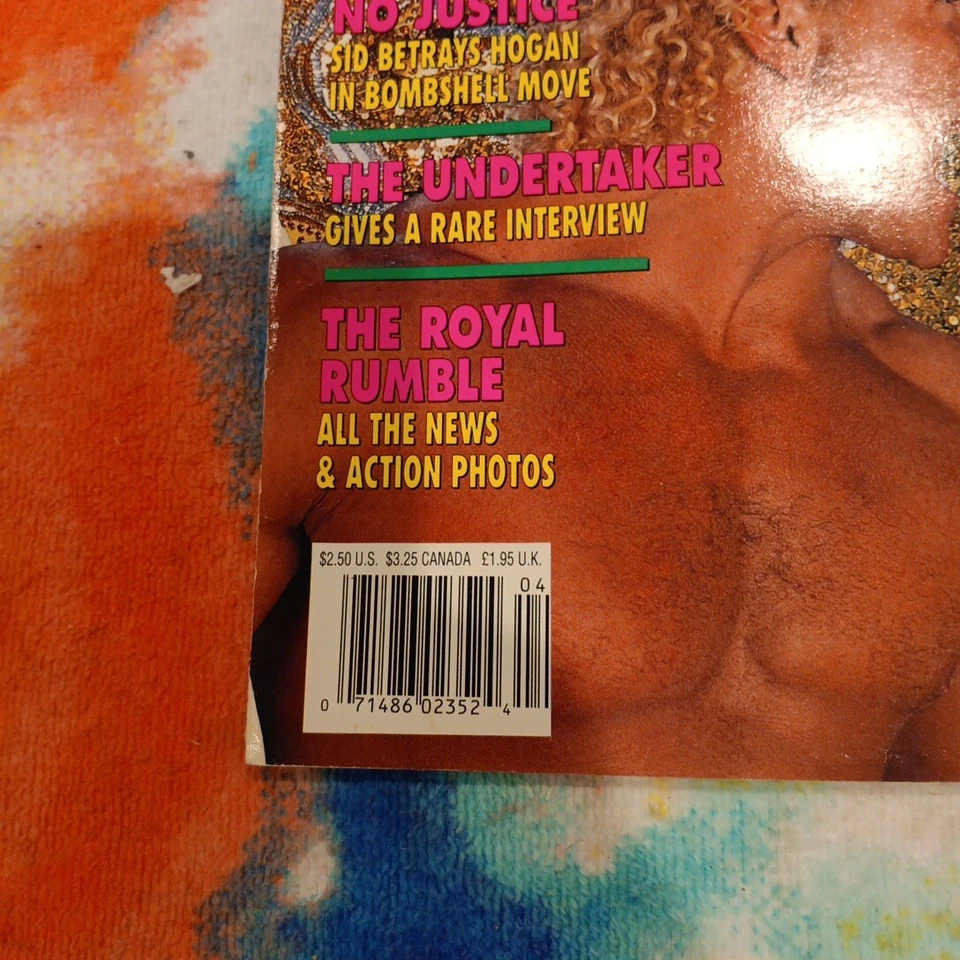 NO JUSTICE
SID BETRAYS HOGAN
IN BOMBSHELL MOVE
THE UNDERTAKER
GIVES A RARE INTERVIEW
THE ROYAL
RUMBLE
ALL THE NEWS
& ACTION PHOTOS
$2.50 U.S. $3.25 CANADA £1.95 U.K.
04
0 71486 02352 4